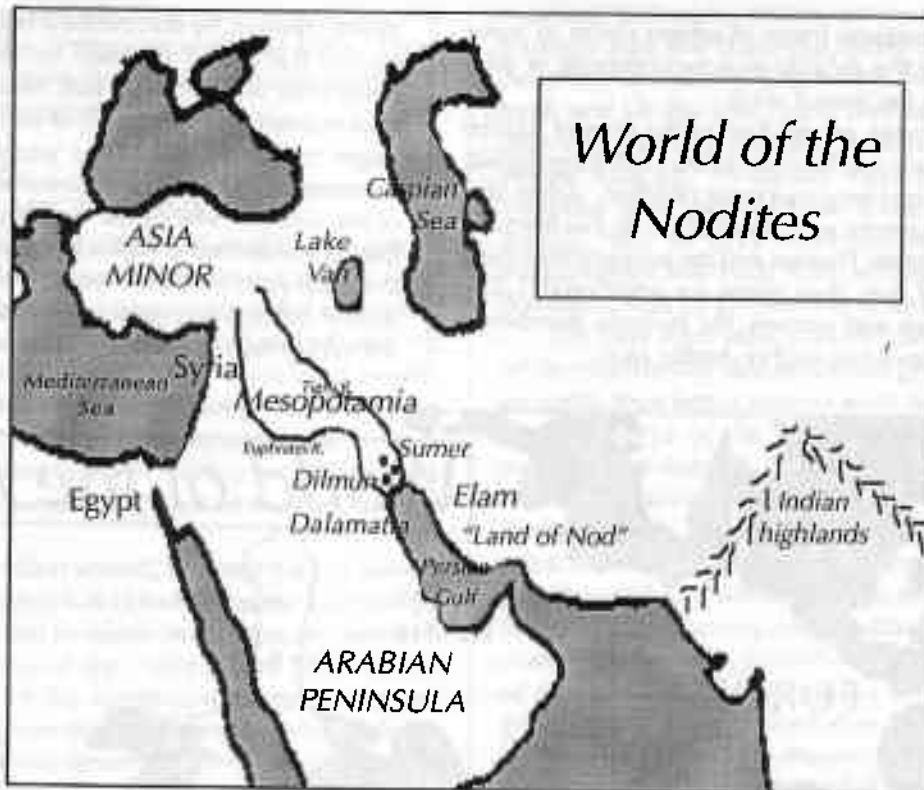 World of the
Nodites
Caspian
Sea
ASIA
MINOR
Lake
Van
Syria
Mediterranean
Sea
Tigris R.
Mesopotamia
Euphrates R.
Sumer
Dilmun
Elam
Egypt
Dalamatia
"Land of Nod"
Indian
highlands
Persian
Gulf
ARABIAN
PENINSULA